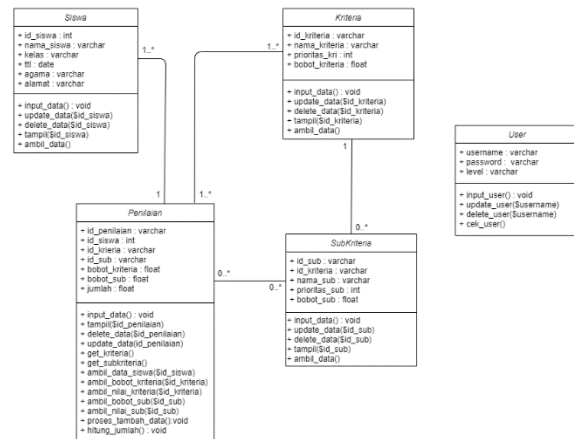 Siswa
+ id_siswa : int
+ nama_siswa : varchar
+ kelas : varchar
+ ttl : date
+ agama : varchar
+ alamat : varchar
+ input_data() : void
+ update_data($id_siswa)
+ delete_data($id_siswa)
+ tampil($id_siswa)
+ ambil_data()
1..*
1
Kriteria
+ id_kriteria : varchar
+ nama_kriteria : varchar
+ prioritas_kri : int
+ bobot_kriteria : float
+ input_data() : void
+ update_data($id_kriteria)
+ delete_data($id_kriteria)
+ tampil($id_kriteria)
+ ambil_data()
1..*
1..*
1
0..*
User
+ username : varchar
+ password : varchar
+ level : varchar
+ input_user() : void
+ update_user($username)
+ delete_user($username)
+ cek_user()
Penilaian
+ id_penilaian : varchar
+ id_siswa : int
+ id_krieria : varchar
+ id_sub : varchar
+ bobot_kriteria : float
+ bobot_sub : float
+ jumlah : float
+ input_data() : void
+ tampil($id_penilaian)
+ delete_data($id_penilaian)
+ update_data(id_penilaian)
+ get_kriteria()
+ get_subkriteria()
+ ambil_data_siswa($id_siswa)
+ ambil_bobot_kriteria($id_kriteria)
+ ambil_nilai_kriteria($id_kriteria)
+ ambil_bobot_sub($id_sub)
+ ambil_nilai_sub($id_sub)
+ proses_tambah_data():void
+ hitung_jumlah() : void
0..*
0..*
SubKriteria
+ id_sub : varchar
+ id_kriteria : varchar
+ nama_sub : varchar
+ prioritas_sub : int
+ bobot_sub : float
+ input_data() : void
+ update_data($id_sub)
+ delete_data($id_sub)
+ tampil($id_sub)
+ ambil_data()